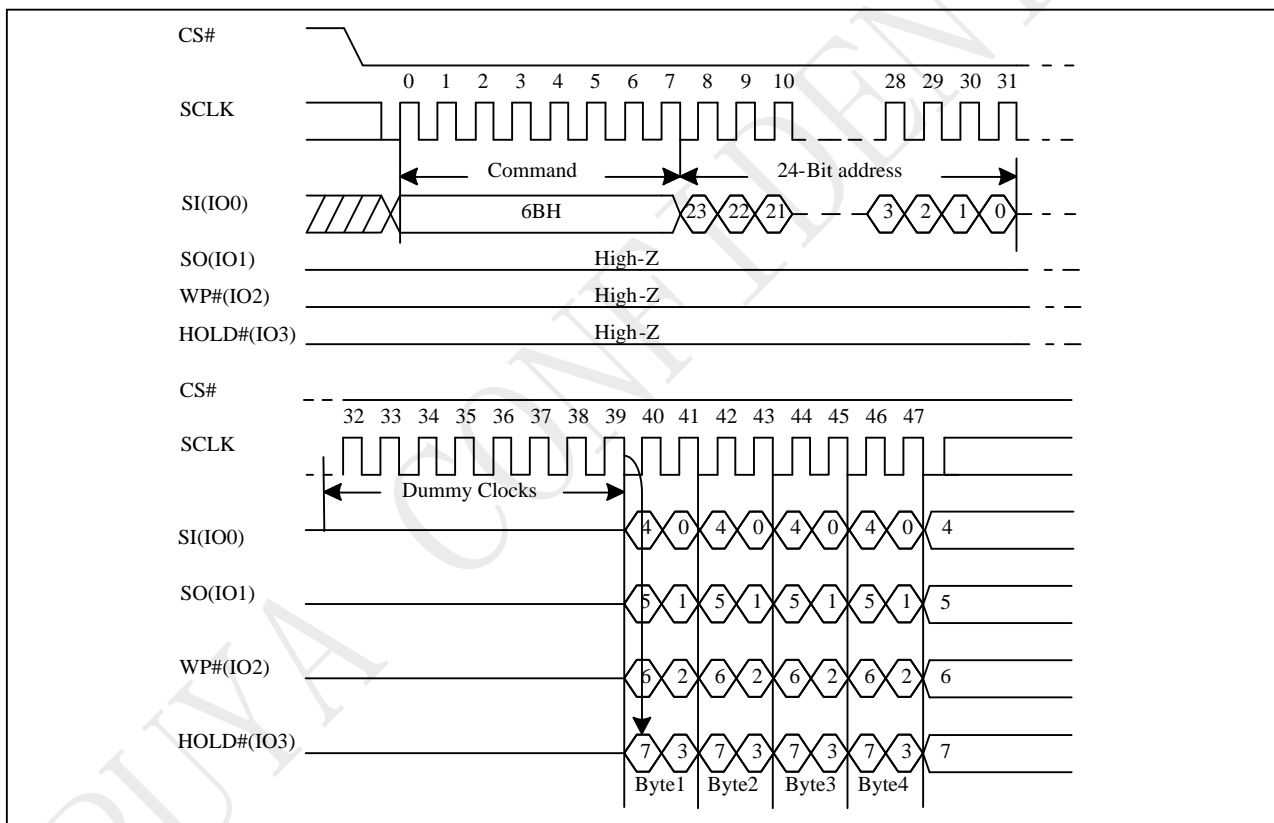 CS#
0 1 2 3 4 5 6 7 8 9 10 28 29 30 31
SCLK
Command 24-Bit address
SI(IO0) 6BH 23 22 21 3 2 1 0
SO(IO1) High-Z
WP#(IO2) High-Z
HOLD#(IO3) High-Z
CS#
32 33 34 35 36 37 38 39 40 41 42 43 44 45 46 47
SCLK
Dummy Clocks
SI(IO0) 4 0 4 0 4 0 4 0 4
SO(IO1) 5 1 5 1 5 1 5 1 5
WP#(IO2) 6 2 6 2 6 2 6 2 6
HOLD#(IO3) 7 3 7 3 7 3 7 3 7
Byte1 Byte2 Byte3 Byte4
PUYA CONFIDENT